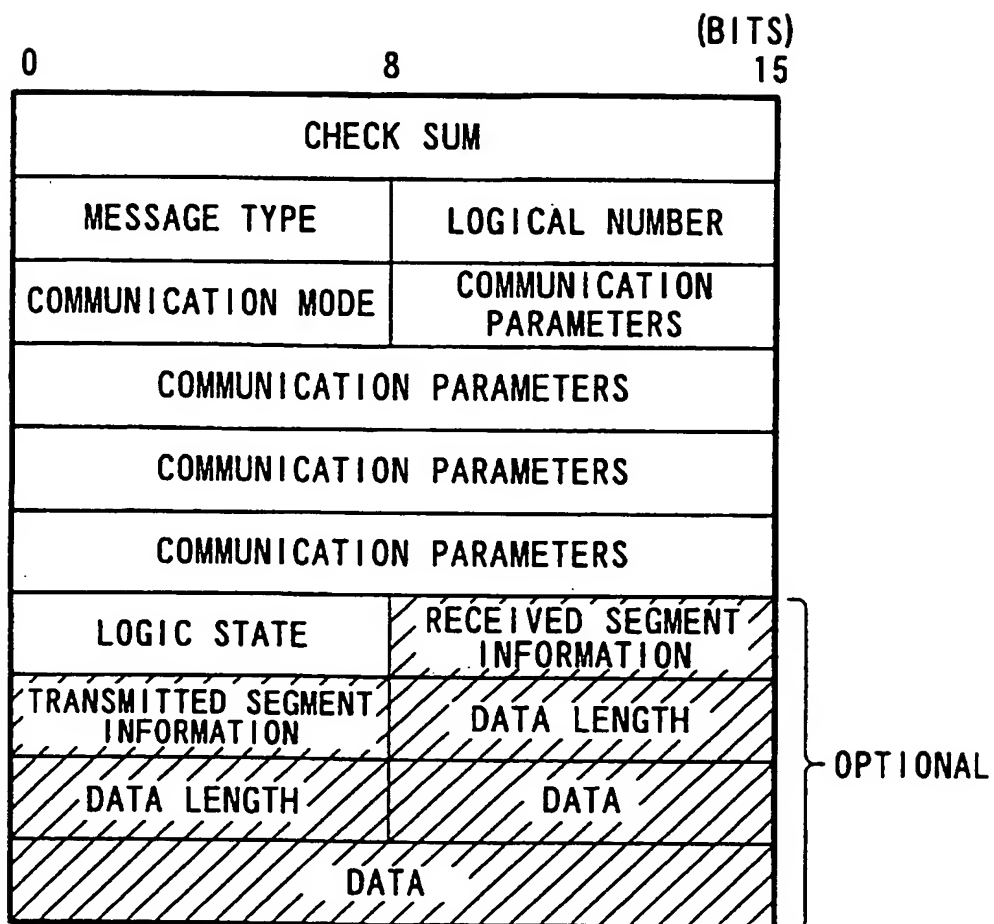 (BITS)
0 8 15
CHECK SUM
MESSAGE TYPE LOGICAL NUMBER
COMMUNICATION MODE COMMUNICATION
PARAMETERS
COMMUNICATION PARAMETERS
COMMUNICATION PARAMETERS
COMMUNICATION PARAMETERS
LOGIC STATE RECEIVED SEGMENT
INFORMATION
TRANSMITTED SEGMENT
INFORMATION DATA LENGTH
OPTIONAL
DATA LENGTH DATA
DATA